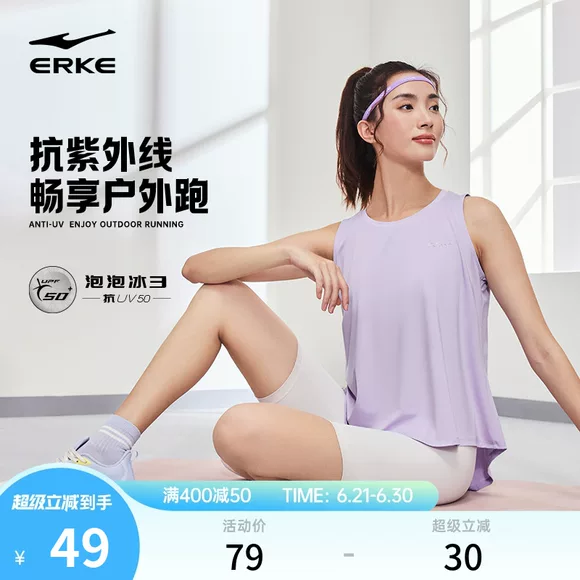 ERKE
抗紫外线
畅享户外跑
ANTI-UV ENJOY OUTDOOR RUNNING
UPF 50+
泡泡冰3
抗UV50
满400减50 TIME: 6.21-6.30
超级立减到手
¥49
活动价 超级立减
79 - 30